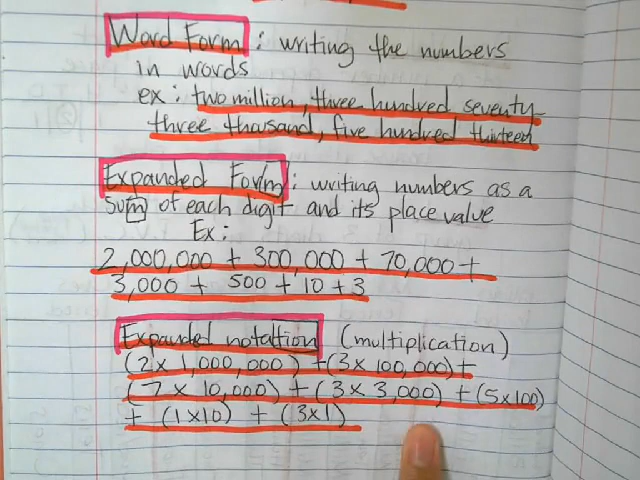 Word Form : writing the numbers
in words
ex : two million, three hundred seventy
three thousand, five hundred thirteen
Expanded Form : writing numbers as a
sum of each digit and its place value
Ex :
2,000,000 + 300,000 + 70,000 +
3,000 + 500 + 10 + 3
Expanded notation (multiplication)
(2 x 1,000,000) + (3 x 100,000) +
(7 x 10,000) + (3 x 3,000) + (5 x 100)
+ (1 x 10) + (3 x 1)